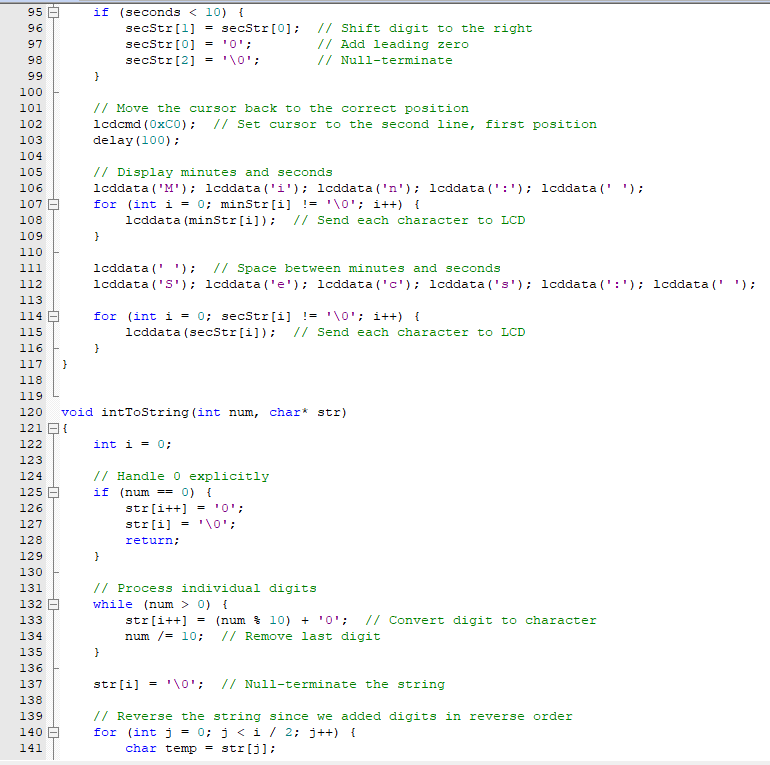 95 if (seconds < 10) {
96 secStr[1] = secStr[0];  // Shift digit to the right
97 secStr[0] = '0';        // Add leading zero
98 secStr[2] = '\0';       // Null-terminate
99 }
100
101 // Move the cursor back to the correct position
102 lcdcmd(0xC0);  // Set cursor to the second line, first position
103 delay(100);
104
105 // Display minutes and seconds
106 lcddata('M'); lcddata('i'); lcddata('n'); lcddata(':'); lcddata(' ');
107 for (int i = 0; minStr[i] != '\0'; i++) {
108 lcddata(minStr[i]);  // Send each character to LCD
109 }
110
111 lcddata(' ');  // Space between minutes and seconds
112 lcddata('S'); lcddata('e'); lcddata('c'); lcddata('s'); lcddata(':'); lcddata(' ');
113
114 for (int i = 0; secStr[i] != '\0'; i++) {
115 lcddata(secStr[i]);  // Send each character to LCD
116 }
117 }
118
119
120 void intToString(int num, char* str)
121 {
122 int i = 0;
123
124 // Handle 0 explicitly
125 if (num == 0) {
126 str[i++] = '0';
127 str[i] = '\0';
128 return;
129 }
130
131 // Process individual digits
132 while (num > 0) {
133 str[i++] = (num % 10) + '0';  // Convert digit to character
134 num /= 10;  // Remove last digit
135 }
136
137 str[i] = '\0';  // Null-terminate the string
138
139 // Reverse the string since we added digits in reverse order
140 for (int j = 0; j < i / 2; j++) {
141 char temp = str[j];